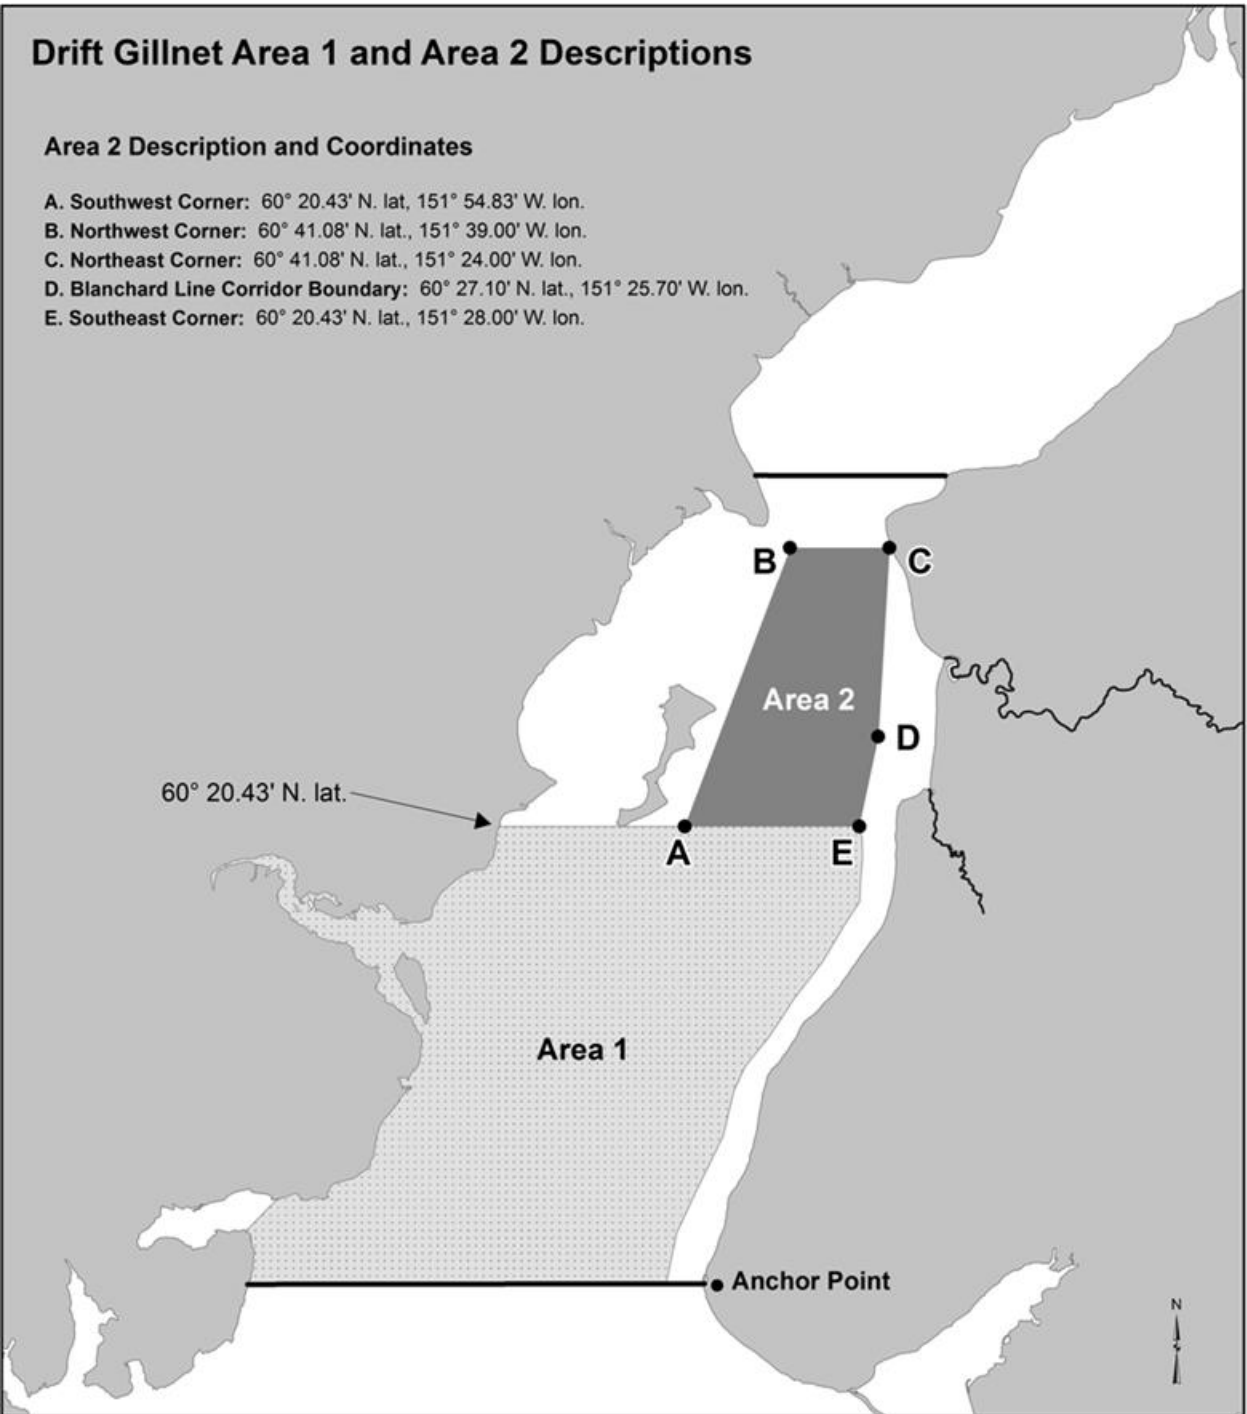 Drift Gillnet Area 1 and Area 2 Descriptions
Area 2 Description and Coordinates
A. Southwest Corner: 60° 20.43' N. lat, 151° 54.83' W. lon.
B. Northwest Corner: 60° 41.08' N. lat., 151° 39.00' W. lon.
C. Northeast Corner: 60° 41.08' N. lat., 151° 24.00' W. lon.
D. Blanchard Line Corridor Boundary: 60° 27.10' N. lat., 151° 25.70' W. lon.
E. Southeast Corner: 60° 20.43' N. lat., 151° 28.00' W. lon.
B
C
Area 2
D
60° 20.43' N. lat.
A
E
Area 1
Anchor Point
N